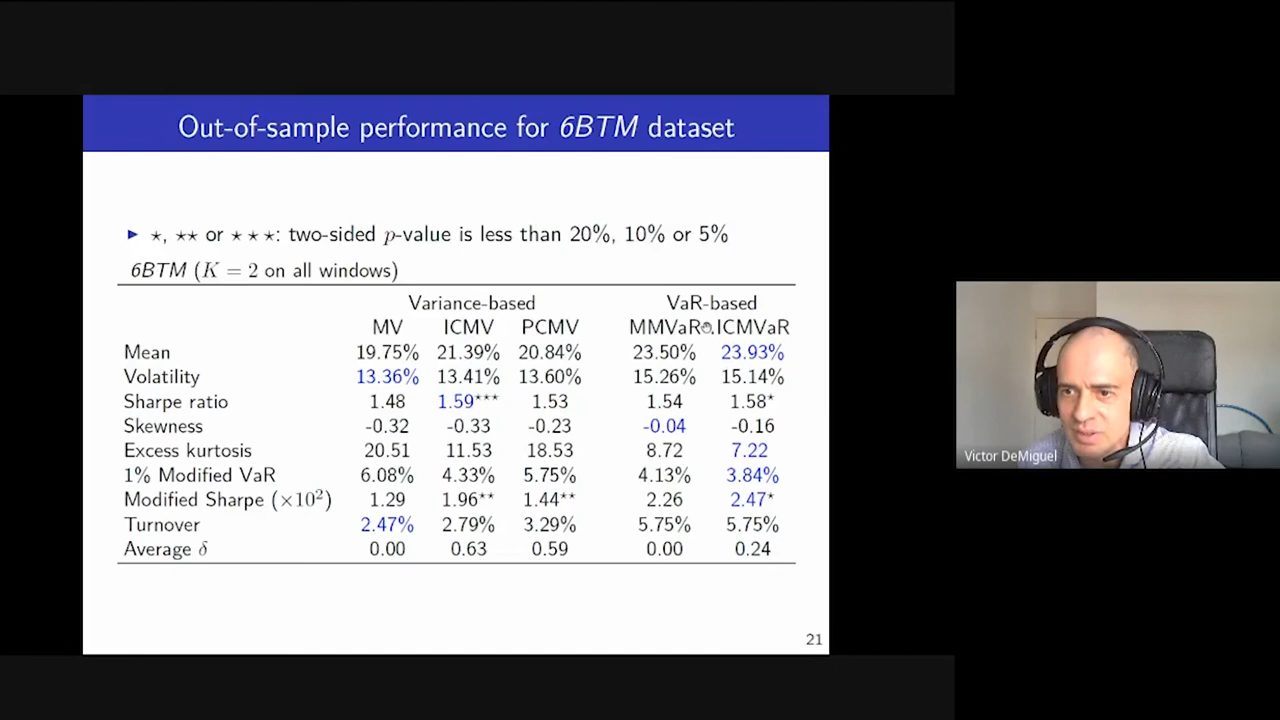 Out-of-sample performance for 6BTM dataset
▶ ⋆, ⋆⋆ or ⋆⋆⋆: two-sided p-value is less than 20%, 10% or 5%
6BTM (K = 2 on all windows)
Variance-based VaR-based
MV ICMV PCMV MMVaR ICMVaR
Mean 19.75% 21.39% 20.84% 23.50% 23.93%
Volatility 13.36% 13.41% 13.60% 15.26% 15.14%
Sharpe ratio 1.48 1.59*** 1.53 1.54 1.58*
Skewness -0.32 -0.33 -0.23 -0.04 -0.16
Excess kurtosis 20.51 11.53 18.53 8.72 7.22
1% Modified VaR 6.08% 4.33% 5.75% 4.13% 3.84%
Modified Sharpe (×10²) 1.29 1.96** 1.44** 2.26 2.47*
Turnover 2.47% 2.79% 3.29% 5.75% 5.75%
Average δ 0.00 0.63 0.59 0.00 0.24
21
Victor DeMiguel